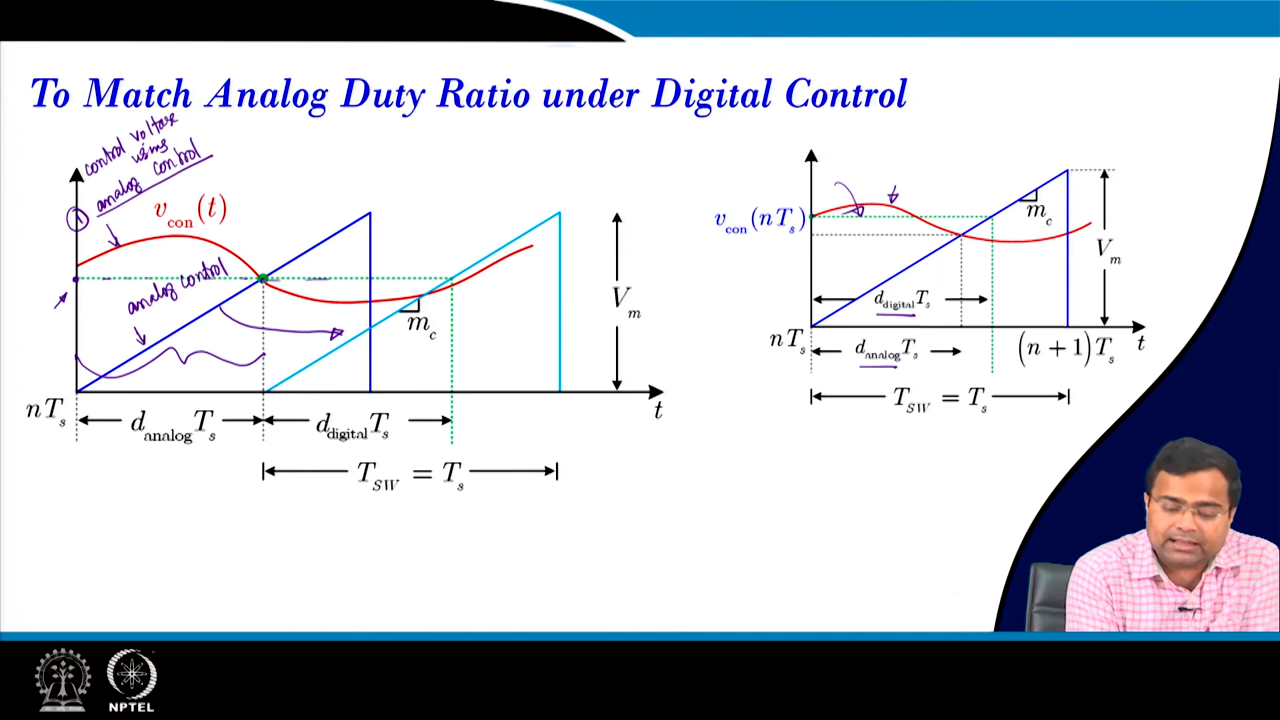 To Match Analog Duty Ratio under Digital Control
control voltage
using
① analog control
v_con(t)
analog control
m_c
V_m
nT_s
d_analog T_s
d_digital T_s
t
T_SW = T_s
v_con(nT_s)
m_c
V_m
d_digital T_s
nT_s
d_analog T_s
(n + 1)T_s
t
T_SW = T_s
NPTEL